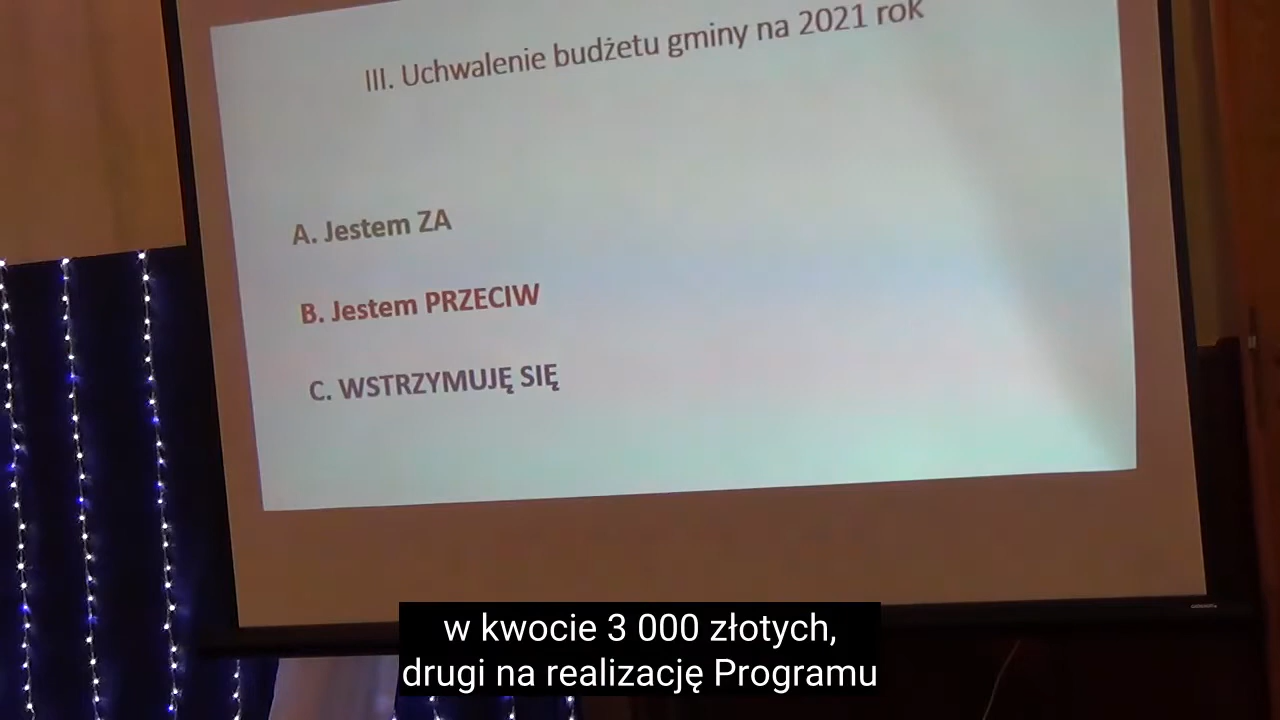 III. Uchwalenie budżetu gminy na 2021 rok
A. Jestem ZA
B. Jestem PRZECIW
C. WSTRZYMUJĘ SIĘ
w kwocie 3 000 złotych,
drugi na realizację Programu